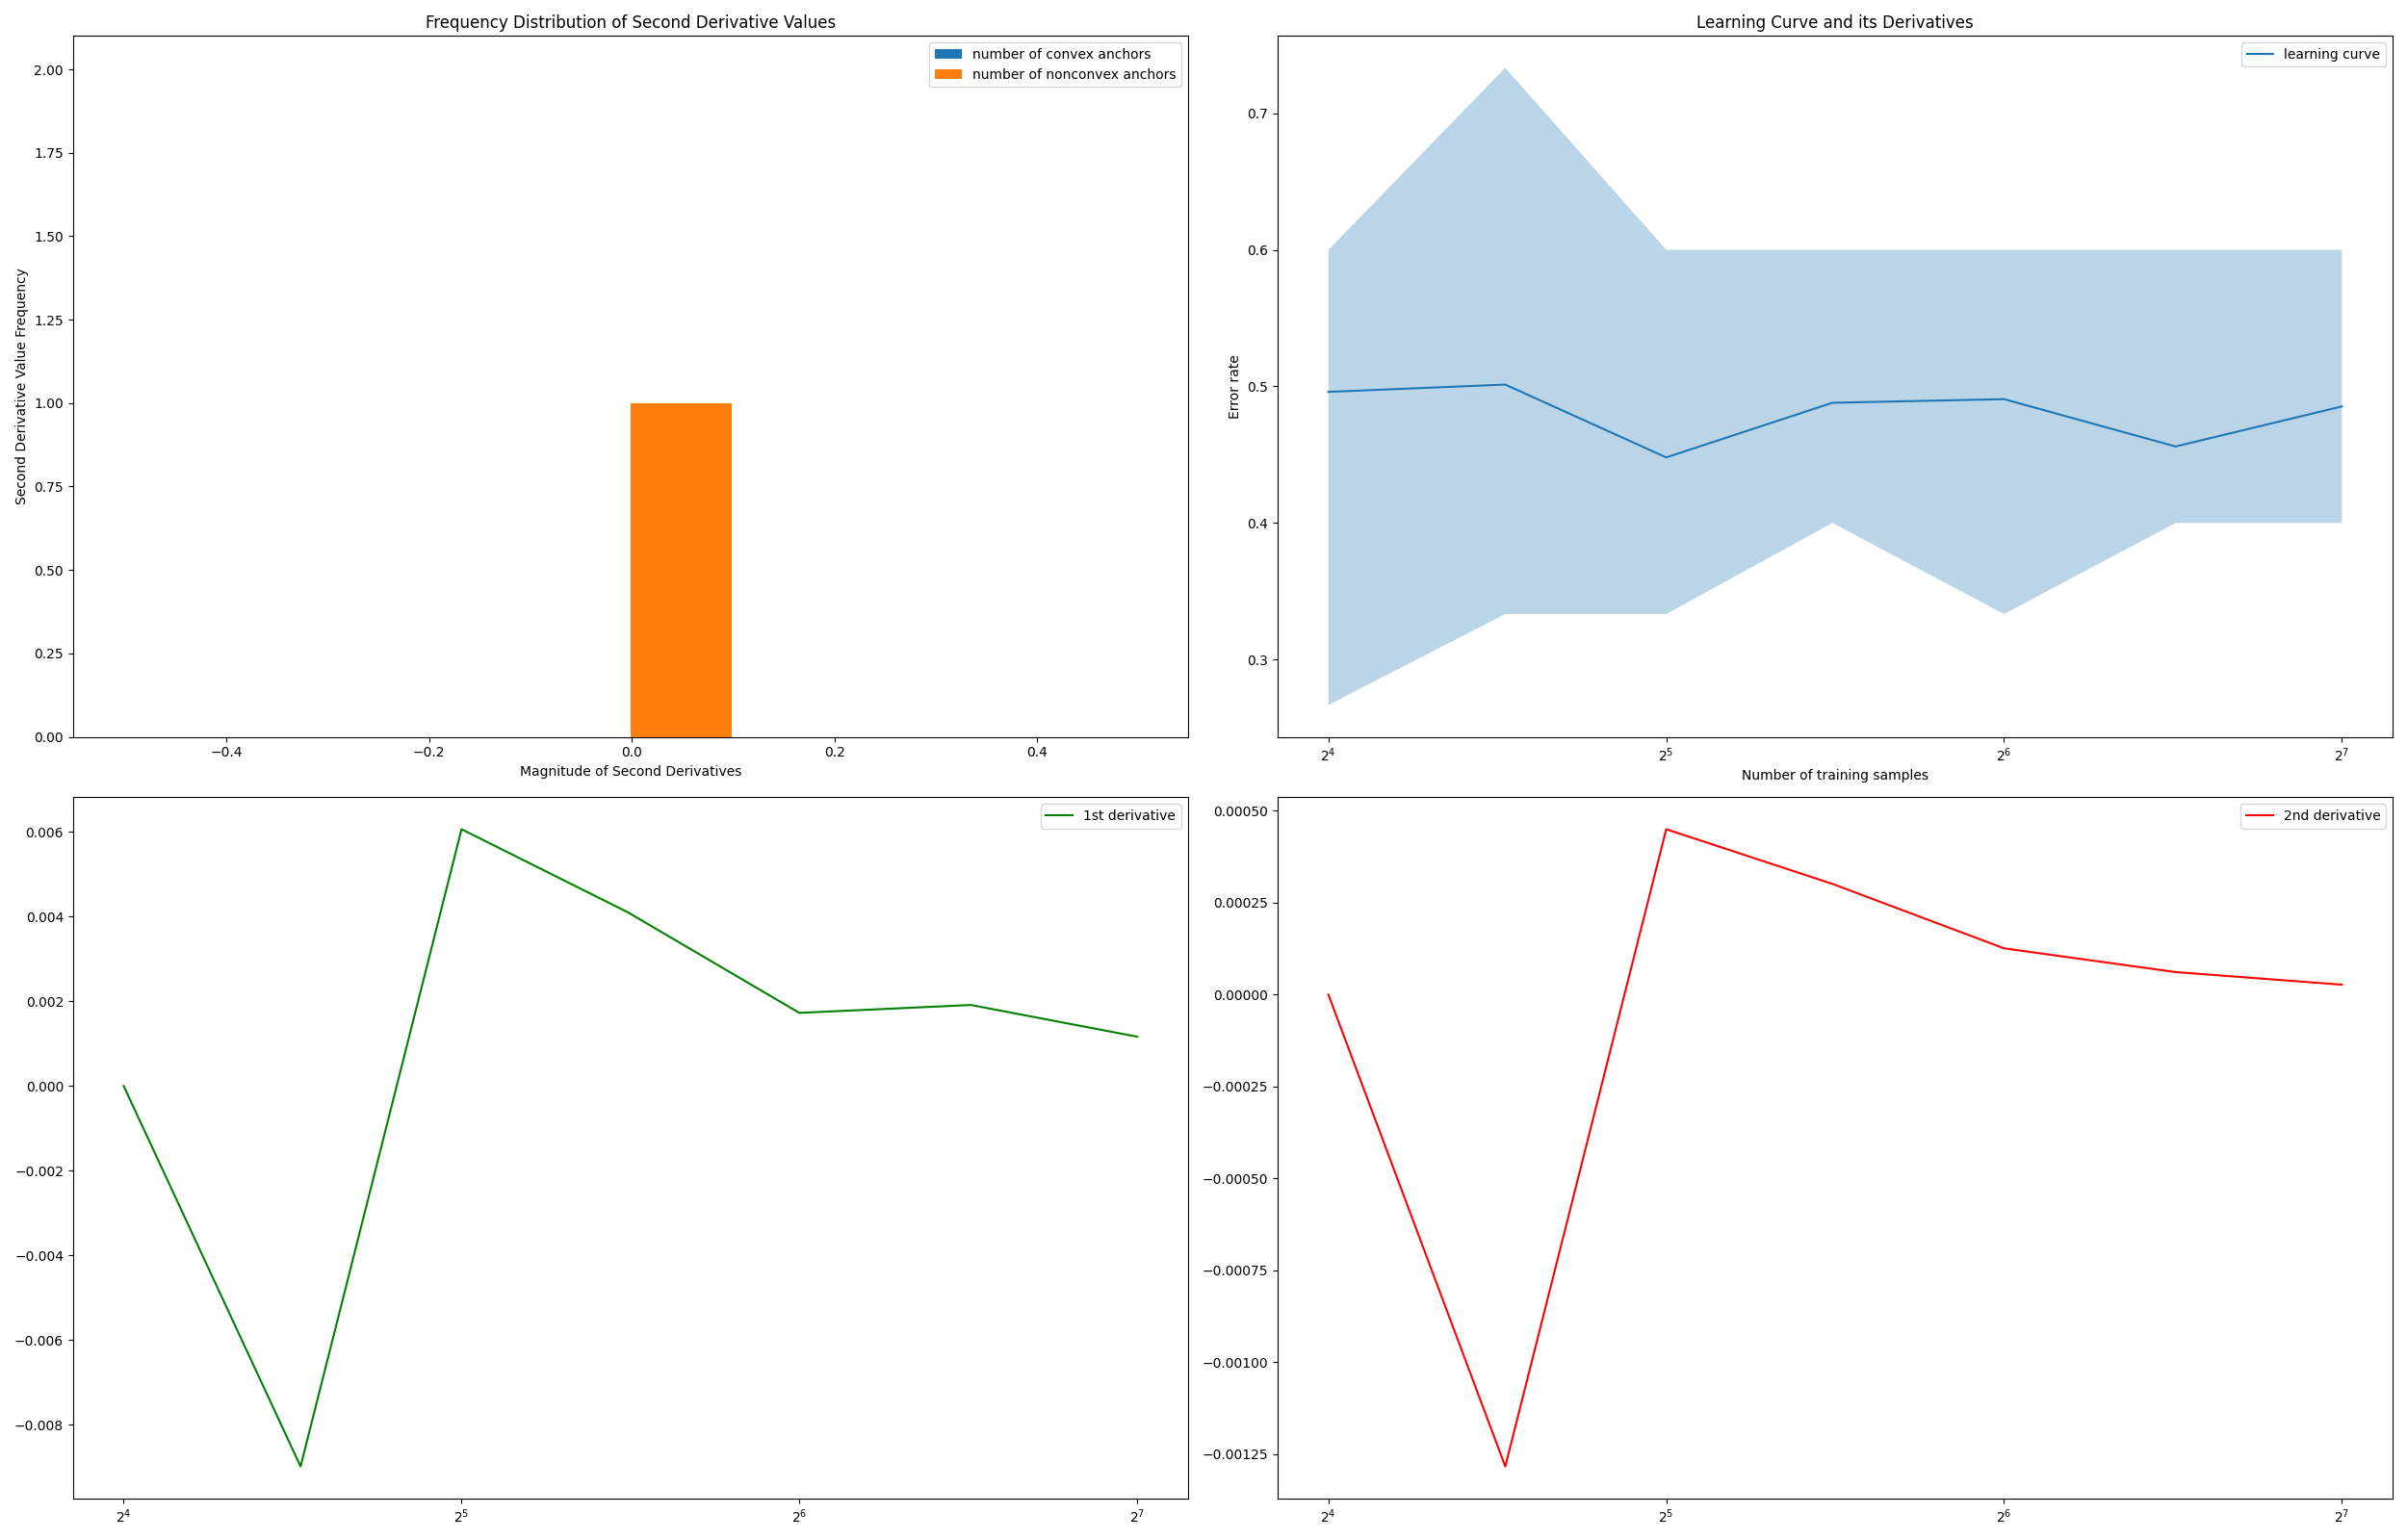 Frequency Distribution of Second Derivative Values
number of convex anchors
number of nonconvex anchors
Second Derivative Value Frequency
2.00
1.75
1.50
1.25
1.00
0.75
0.50
0.25
0.00
−0.4 −0.2 0.0 0.2 0.4
Magnitude of Second Derivatives
Learning Curve and its Derivatives
learning curve
Error rate
0.7
0.6
0.5
0.4
0.3
2⁴ 2⁵ 2⁶ 2⁷
Number of training samples
1st derivative
0.006
0.004
0.002
0.000
−0.002
−0.004
−0.006
−0.008
2⁴ 2⁵ 2⁶ 2⁷
2nd derivative
0.00050
0.00025
0.00000
−0.00025
−0.00050
−0.00075
−0.00100
−0.00125
2⁴ 2⁵ 2⁶ 2⁷